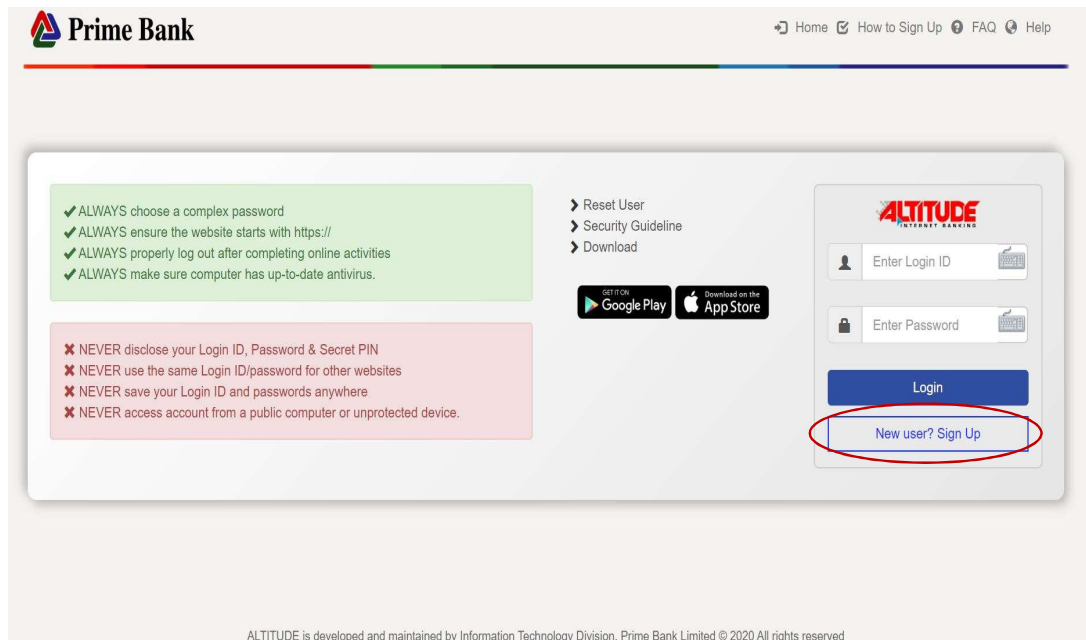 Prime Bank
Home How to Sign Up FAQ Help
ALWAYS choose a complex password
ALWAYS ensure the website starts with https://
ALWAYS properly log out after completing online activities
ALWAYS make sure computer has up-to-date antivirus.
NEVER disclose your Login ID, Password & Secret PIN
NEVER use the same Login ID/password for other websites
NEVER save your Login ID and passwords anywhere
NEVER access account from a public computer or unprotected device.
Reset User
Security Guideline
Download
GET IT ON
Google Play
Download on the
App Store
ALTITUDE
INTERNET BANKING
Enter Login ID
Enter Password
Login
New user? Sign Up
ALTITUDE is developed and maintained by Information Technology Division, Prime Bank Limited © 2020 All rights reserved